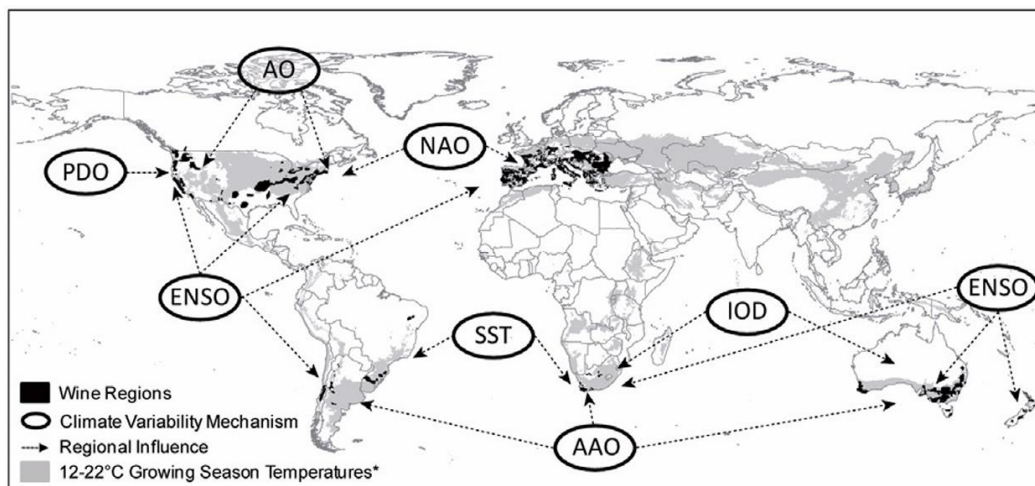 AO
NAO
PDO
ENSO
ENSO
IOD
SST
AAO
Wine Regions
Climate Variability Mechanism
Regional Influence
12-22°C Growing Season Temperatures*